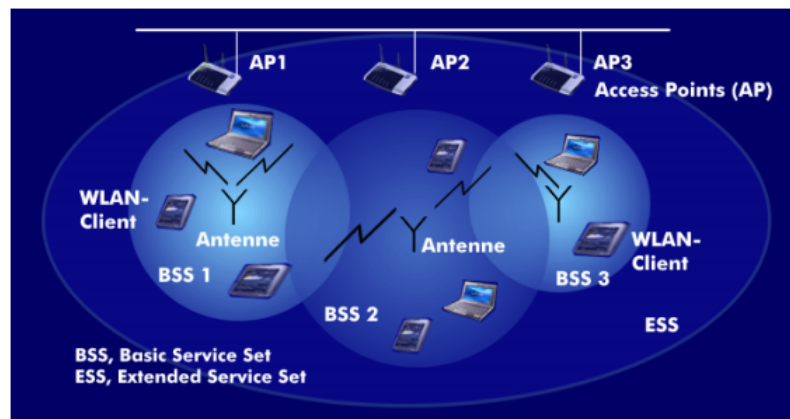 AP1
AP2
AP3
Access Points (AP)
WLAN-
Client
Antenne
BSS 1
Antenne
BSS 2
WLAN-
Client
BSS 3
ESS
BSS, Basic Service Set
ESS, Extended Service Set